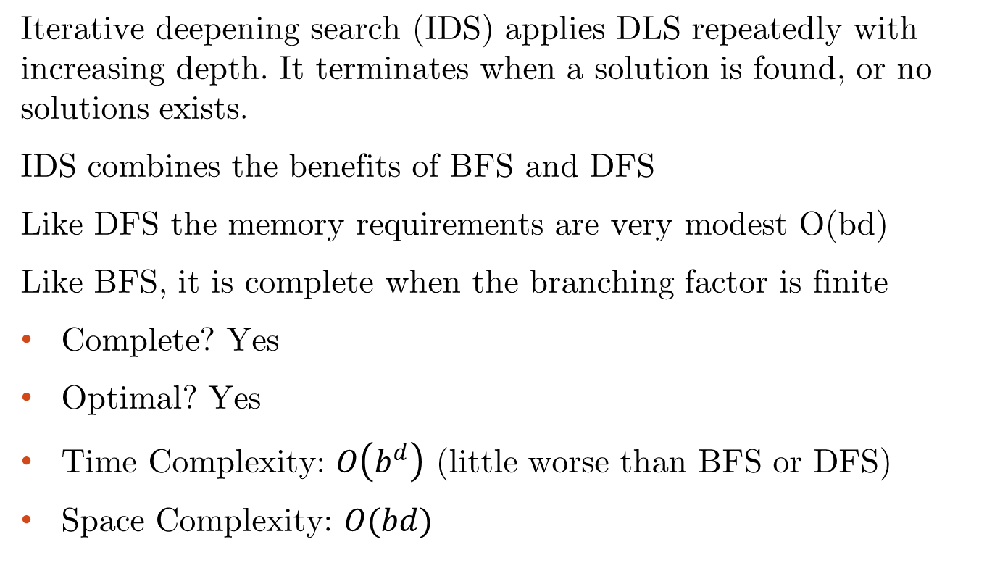 Iterative deepening search (IDS) applies DLS repeatedly with
increasing depth. It terminates when a solution is found, or no
solutions exists.
IDS combines the benefits of BFS and DFS
Like DFS the memory requirements are very modest O(bd)
Like BFS, it is complete when the branching factor is finite
• Complete? Yes
• Optimal? Yes
• Time Complexity: O(b^d) (little worse than BFS or DFS)
• Space Complexity: O(bd)